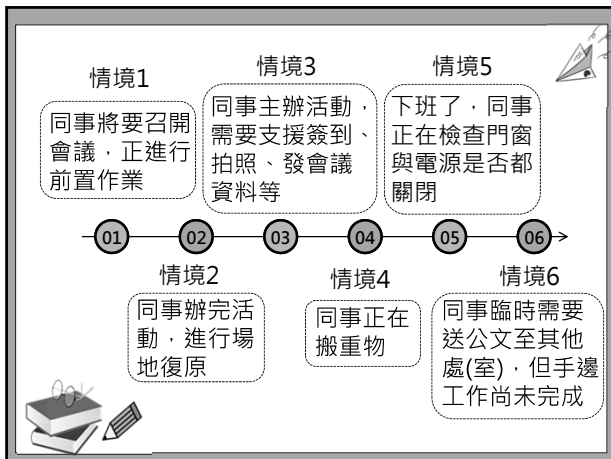 情境1
同事將要召開
會議，正進行
前置作業
情境3
同事主辦活動，
需要支援簽到、
拍照、發會議
資料等
情境5
下班了，同事
正在檢查門窗
與電源是否都
關閉
01
02
03
04
05
06
情境2
同事辦完活
動，進行場
地復原
情境4
同事正在
搬重物
情境6
同事臨時需要
送公文至其他
處(室)，但手邊
工作尚未完成